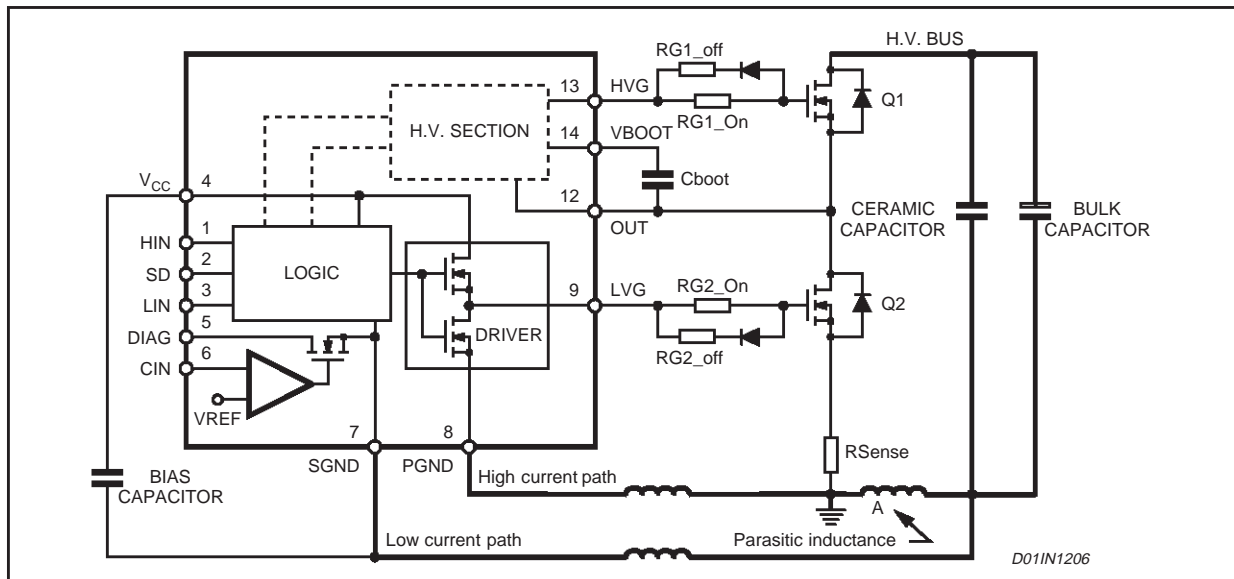 H.V. BUS
RG1_off
13 HVG
Q1
RG1_On
H.V. SECTION
14 VBOOT
Cboot
VCC 4
12
OUT
CERAMIC
CAPACITOR
BULK
CAPACITOR
HIN 1
SD 2
LIN 3
LOGIC
DIAG 5
CIN 6
VREF
DRIVER
9 LVG
RG2_On
Q2
RG2_off
7
8
SGND
PGND
RSense
BIAS
CAPACITOR
High current path
A
Low current path
Parasitic inductance
D01IN1206